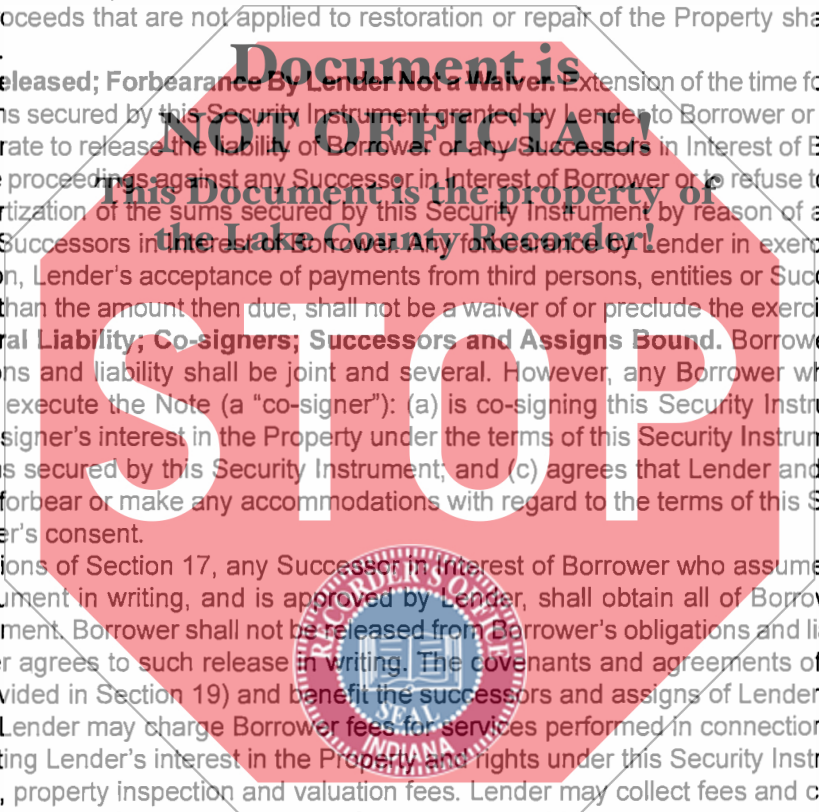 oceeds that are not applied to restoration or repair of the Property sha
Document is
eleased; Forbearance By Lender Not a Waiver. Extension of the time fo
ns secured by this Security Instrument granted by Lender to Borrower or
NOT OFFICIAL!
rate to release the liability of Borrower or any Successors in Interest of B
proceedings against any Successor in Interest of Borrower or to refuse to
This Document is the property of
rtization of the sums secured by this Security Instrument by reason of a
the Lake County Recorder!
Successors in Interest of Borrower. Any forbearance by Lender in exerc
n, Lender's acceptance of payments from third persons, entities or Succ
than the amount then due, shall not be a waiver of or preclude the exerci
STOP
ral Liability; Co-signers; Successors and Assigns Bound. Borrowe
ns and liability shall be joint and several. However, any Borrower wh
execute the Note (a “co-signer”): (a) is co-signing this Security Instru
signer's interest in the Property under the terms of this Security Instrum
s secured by this Security Instrument; and (c) agrees that Lender and
forbear or make any accommodations with regard to the terms of this S
er's consent.
ions of Section 17, any Successor in Interest of Borrower who assume
ument in writing, and is approved by Lender, shall obtain all of Borrov
ment. Borrower shall not be released from Borrower's obligations and li
r agrees to such release in writing. The covenants and agreements of
vided in Section 19) and benefit the successors and assigns of Lender
Lender may charge Borrower fees for services performed in connection
ting Lender's interest in the Property and rights under this Security Instr
, property inspection and valuation fees. Lender may collect fees and c
RECORDER'S OFFICE
SEAL
INDIANA